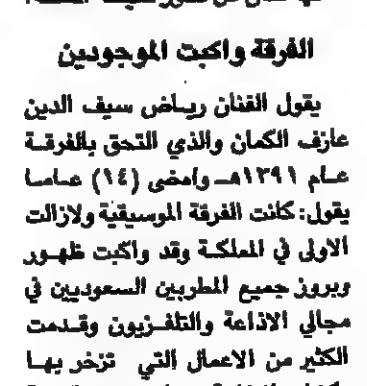 الفرقة واكبت الموجودين
يقول الفنان رياض سيف الدين
عازف الكمان والذي التحق بالفرقة
عام ١٣٩١هـ وامضى (١٤) عاما
يقول: كانت الفرقة الموسيقية ولازالت
الاولى في المملكة وقد واكبت ظهور
وبروز جميع المطربين السعوديين في
مجالي الاذاعة والتلفزيون وقدمت
الكثير من الاعمال التي تزخر بها